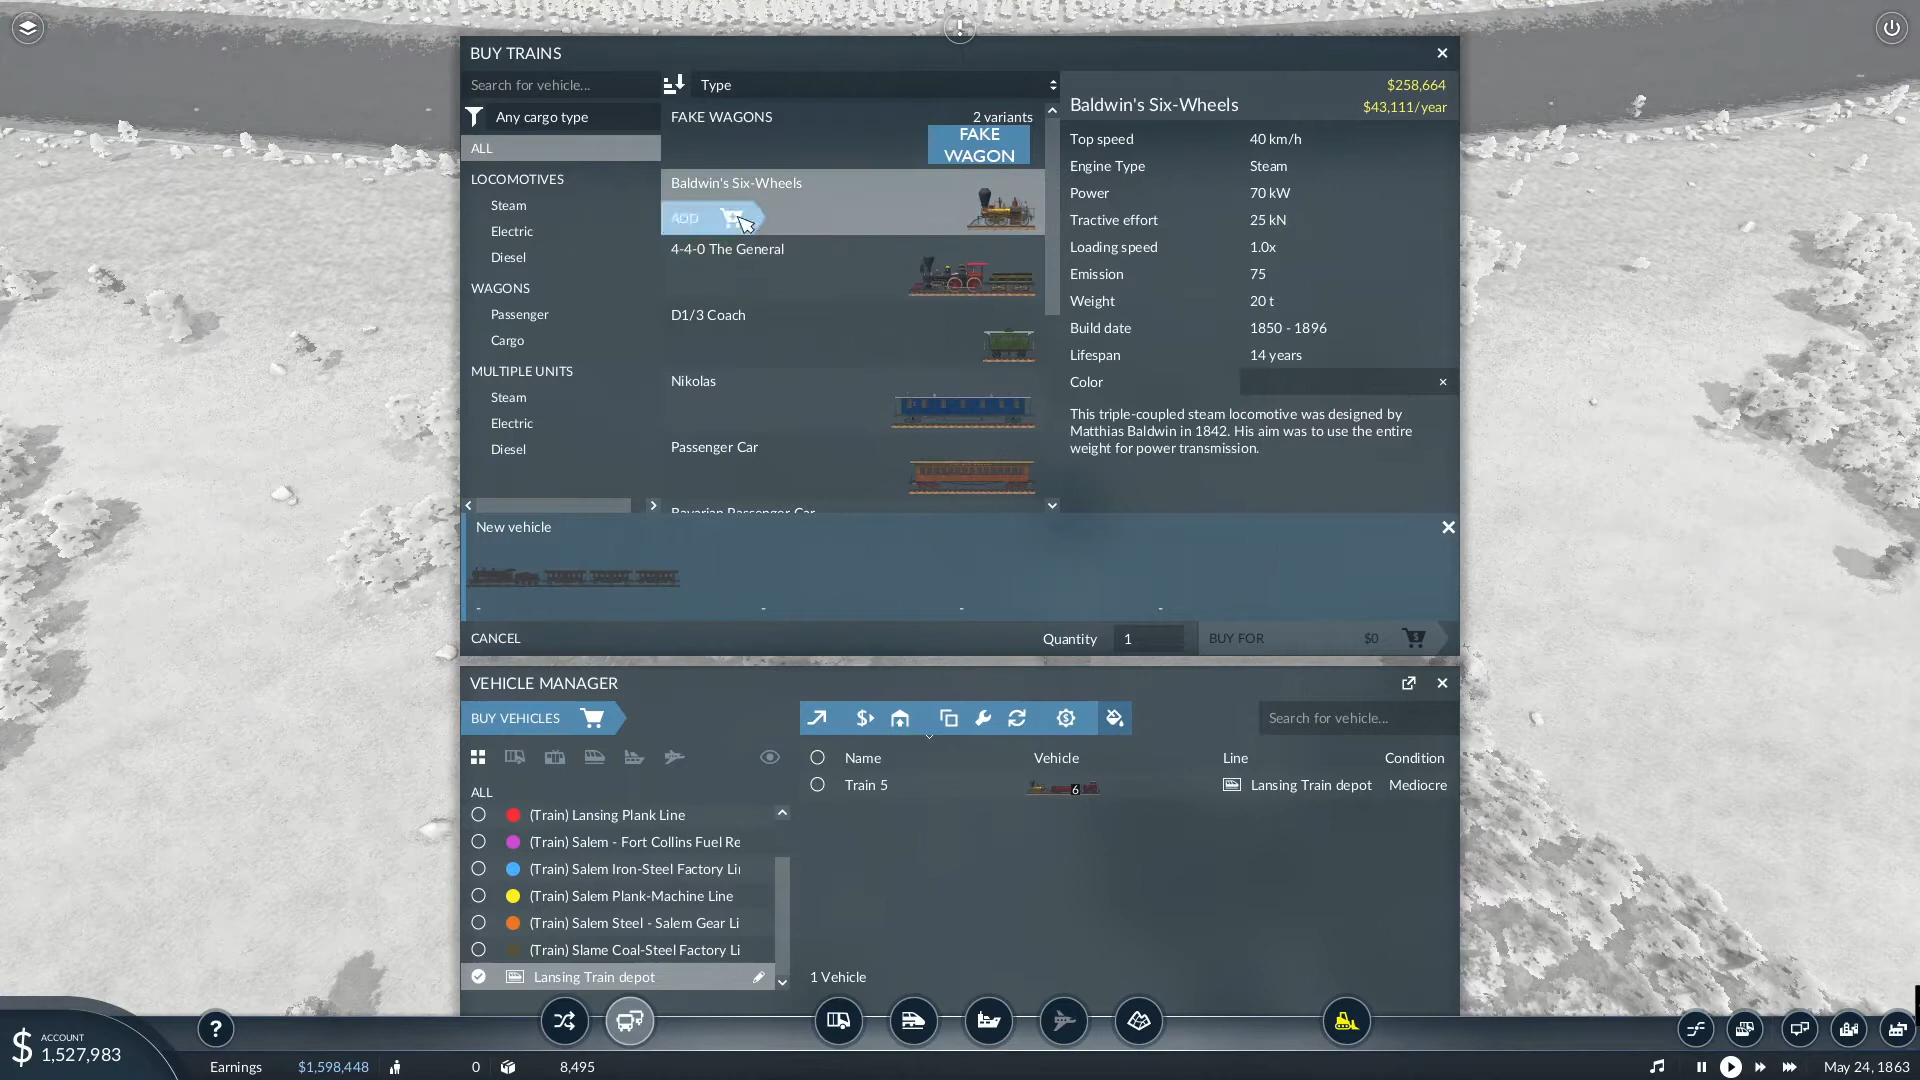 BUY TRAINS
Search for vehicle...
Type
Any cargo type
ALL
LOCOMOTIVES
Steam
Electric
Diesel
WAGONS
Passenger
Cargo
MULTIPLE UNITS
Steam
Electric
Diesel
FAKE WAGONS
2 variants
FAKE
WAGON
Baldwin's Six-Wheels
ADD
4-4-0 The General
D1/3 Coach
Nikolas
Passenger Car
Bavarian Passenger Car
$258,664
Baldwin's Six-Wheels
$43,111/year
Top speed 40 km/h
Engine Type Steam
Power 70 kW
Tractive effort 25 kN
Loading speed 1.0x
Emission 75
Weight 20 t
Build date 1850 - 1896
Lifespan 14 years
Color
This triple-coupled steam locomotive was designed by
Matthias Baldwin in 1842. His aim was to use the entire
weight for power transmission.
New vehicle
- - - -
CANCEL
Quantity 1
BUY FOR $0
VEHICLE MANAGER
BUY VEHICLES
Search for vehicle...
ALL
(Train) Lansing Plank Line
(Train) Salem - Fort Collins Fuel Re
(Train) Salem Iron-Steel Factory Li
(Train) Salem Plank-Machine Line
(Train) Salem Steel - Salem Gear Li
(Train) Slame Coal-Steel Factory Li
Lansing Train depot
Name Vehicle Line Condition
Train 5 6 Lansing Train depot Mediocre
1 Vehicle
?
$ ACCOUNT
1,527,983
Earnings $1,598,448
0
8,495
May 24, 1863